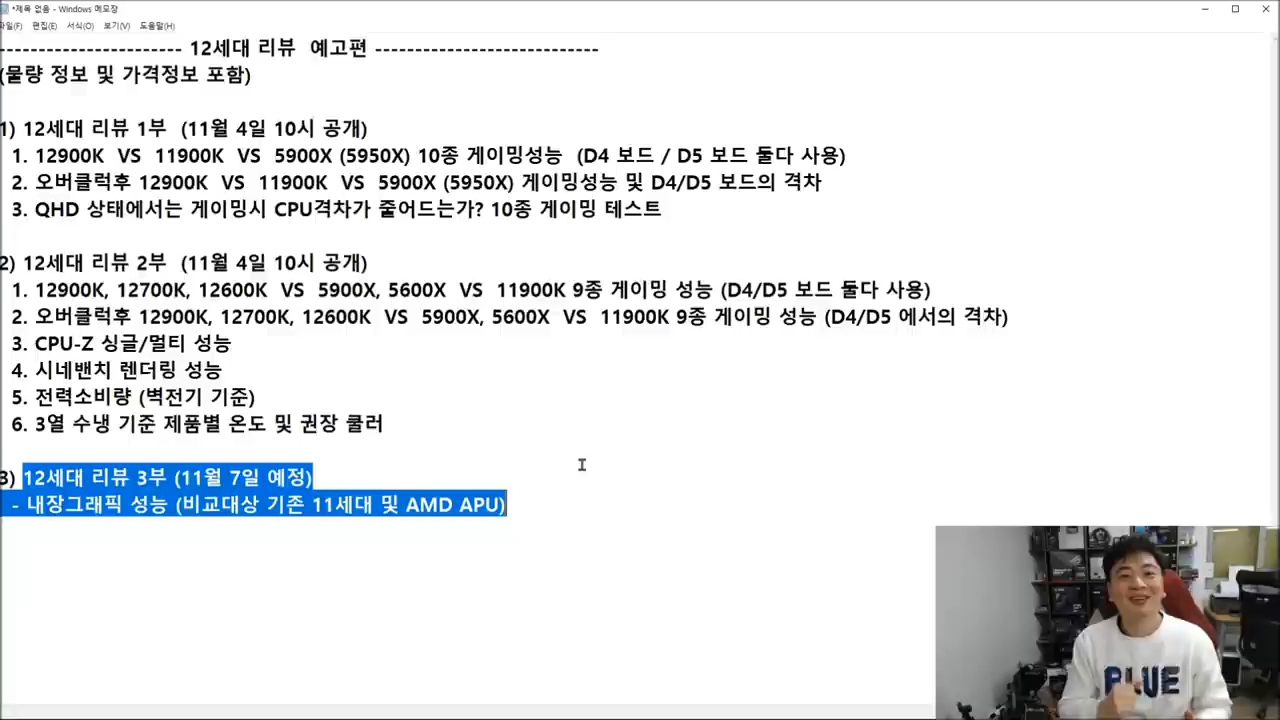 *제목 없음 - Windows 메모장
파일(F) 편집(E) 서식(O) 보기(V) 도움말(H)
----------------------- 12세대 리뷰 예고편 ----------------------------
(물량 정보 및 가격정보 포함)
1) 12세대 리뷰 1부 (11월 4일 10시 공개)
1. 12900K VS 11900K VS 5900X (5950X) 10종 게이밍성능 (D4 보드 / D5 보드 둘다 사용)
2. 오버클럭후 12900K VS 11900K VS 5900X (5950X) 게이밍성능 및 D4/D5 보드의 격차
3. QHD 상태에서는 게이밍시 CPU격차가 줄어드는가? 10종 게이밍 테스트
2) 12세대 리뷰 2부 (11월 4일 10시 공개)
1. 12900K, 12700K, 12600K VS 5900X, 5600X VS 11900K 9종 게이밍 성능 (D4/D5 보드 둘다 사용)
2. 오버클럭후 12900K, 12700K, 12600K VS 5900X, 5600X VS 11900K 9종 게이밍 성능 (D4/D5 에서의 격차)
3. CPU-Z 싱글/멀티 성능
4. 시네밴치 렌더링 성능
5. 전력소비량 (벽전기 기준)
6. 3열 수냉 기준 제품별 온도 및 권장 쿨러
3) 12세대 리뷰 3부 (11월 7일 예정)
- 내장그래픽 성능 (비교대상 기존 11세대 및 AMD APU)
BLUE